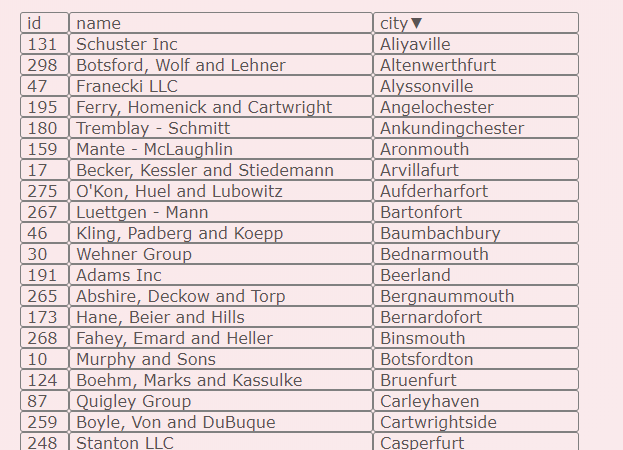 id name city▼
131 Schuster Inc Aliyaville
298 Botsford, Wolf and Lehner Altenwerthfurt
47 Franecki LLC Alyssonville
195 Ferry, Homenick and Cartwright Angelochester
180 Tremblay - Schmitt Ankundingchester
159 Mante - McLaughlin Aronmouth
17 Becker, Kessler and Stiedemann Arvillafurt
275 O'Kon, Huel and Lubowitz Aufderharfort
267 Luettgen - Mann Bartonfort
46 Kling, Padberg and Koepp Baumbachbury
30 Wehner Group Bednarmouth
191 Adams Inc Beerland
265 Abshire, Deckow and Torp Bergnaummouth
173 Hane, Beier and Hills Bernardofort
268 Fahey, Emard and Heller Binsmouth
10 Murphy and Sons Botsfordton
124 Boehm, Marks and Kassulke Bruenfurt
87 Quigley Group Carleyhaven
259 Boyle, Von and DuBuque Cartwrightside
248 Stanton LLC Casperfurt